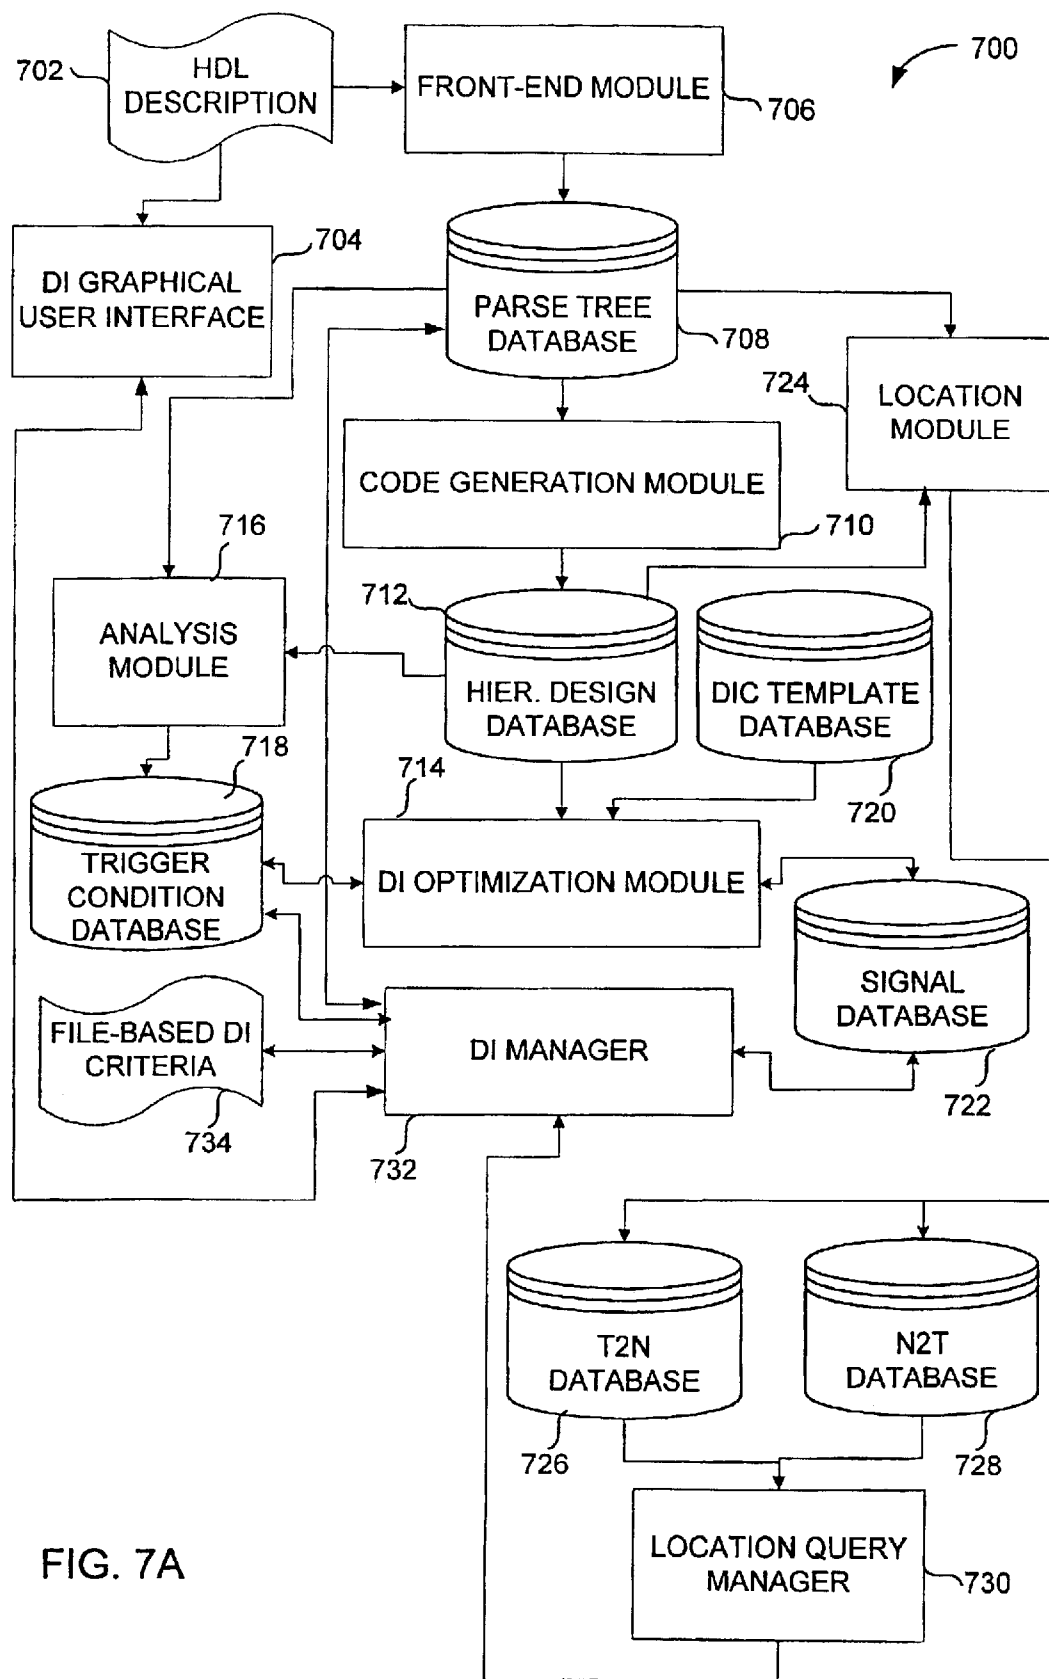 702
HDL
DESCRIPTION
FRONT-END MODULE
706
700
DI GRAPHICAL
USER INTERFACE
704
PARSE TREE
DATABASE
708
724
LOCATION
MODULE
CODE GENERATION MODULE
710
716
ANALYSIS
MODULE
712
HIER. DESIGN
DATABASE
DIC TEMPLATE
DATABASE
720
718
TRIGGER
CONDITION
DATABASE
714
DI OPTIMIZATION MODULE
SIGNAL
DATABASE
722
FILE-BASED DI
CRITERIA
734
DI MANAGER
732
T2N
DATABASE
726
N2T
DATABASE
728
LOCATION QUERY
MANAGER
730
FIG. 7A